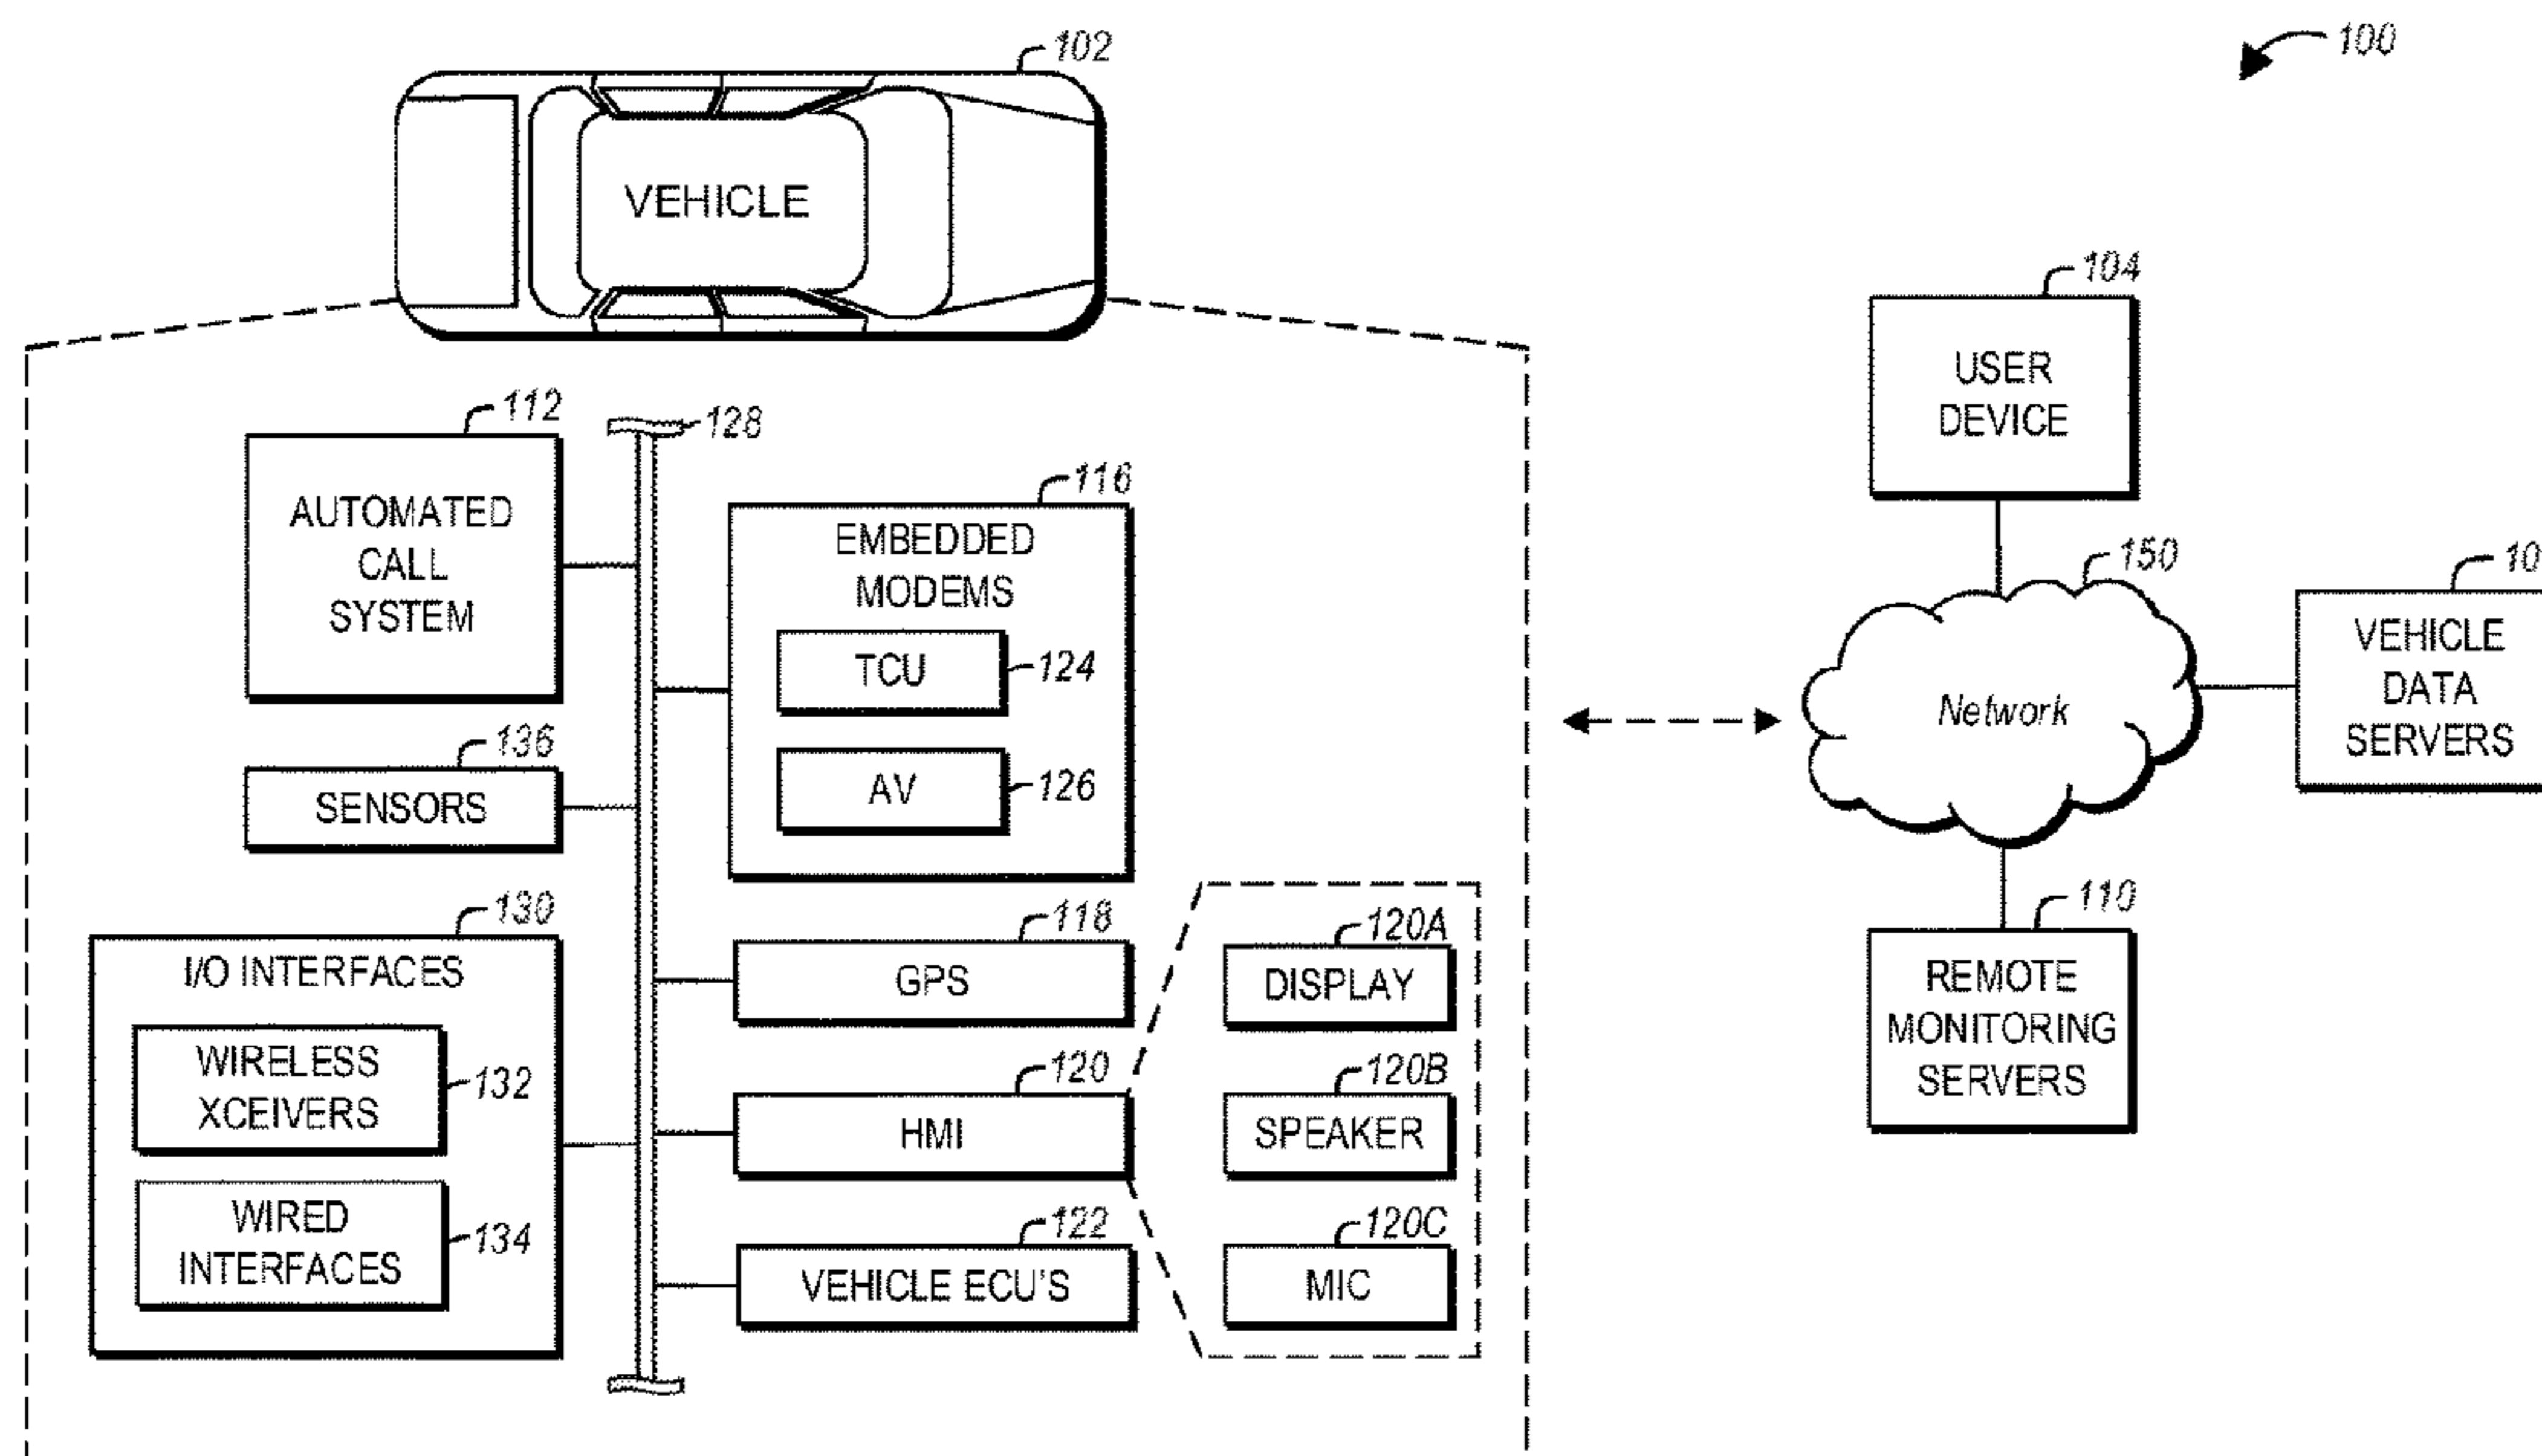 102
100
VEHICLE
104
USER
DEVICE
112
128
AUTOMATED
CALL
SYSTEM
116
EMBEDDED
MODEMS
TCU
124
AV
126
150
Network
10
VEHICLE
DATA
SERVERS
136
SENSORS
130
I/O INTERFACES
WIRELESS
XCEIVERS
132
WIRED
INTERFACES
134
118
GPS
120
HMI
122
VEHICLE ECU'S
120A
DISPLAY
120B
SPEAKER
120C
MIC
110
REMOTE
MONITORING
SERVERS